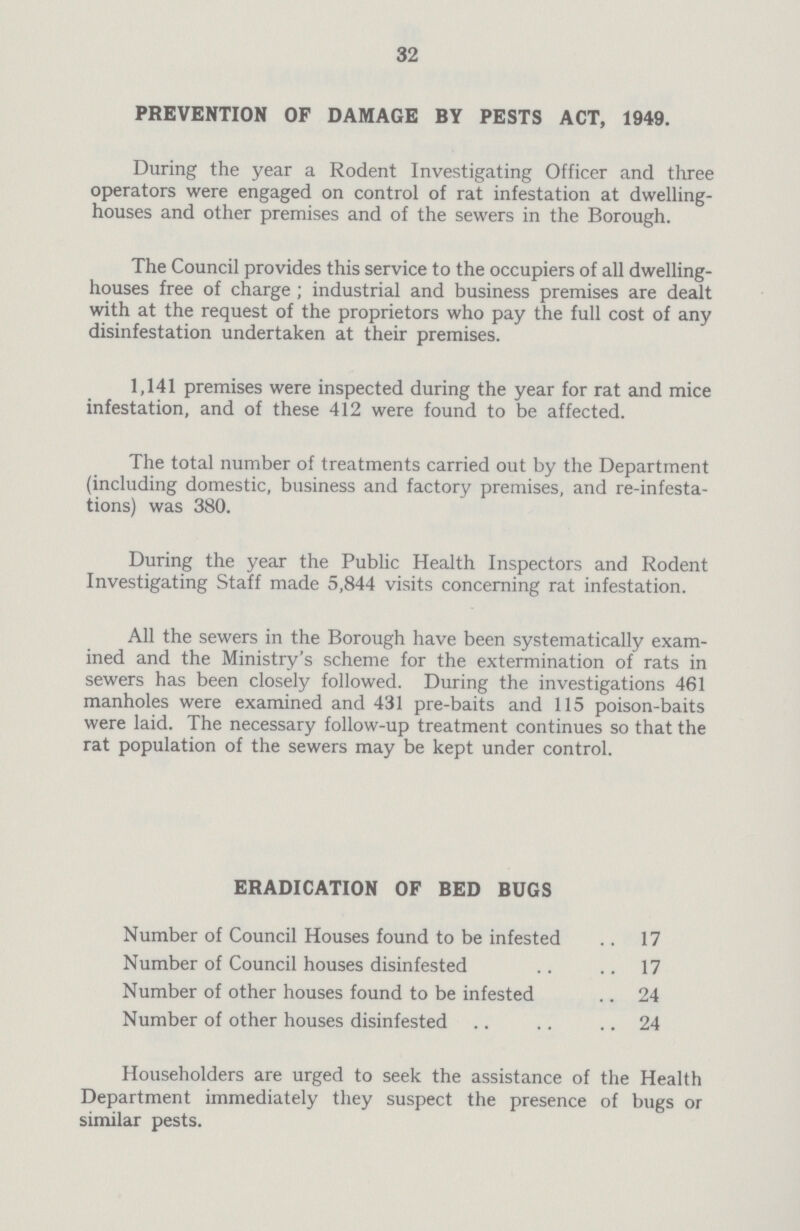 32
PREVENTION OF DAMAGE BY PESTS ACT, 1949.
During the year a Rodent Investigating Officer and three
operators were engaged on control of rat infestation at dwelling-
houses and other premises and of the sewers in the Borough.
The Council provides this service to the occupiers of all dwelling-
houses free of charge ; industrial and business premises are dealt
with at the request of the proprietors who pay the full cost of any
disinfestation undertaken at their premises.
1,141 premises were inspected during the year for rat and mice
infestation, and of these 412 were found to be affected.
The total number of treatments carried out by the Department
(including domestic, business and factory premises, and re-infesta-
tions) was 380.
During the year the Public Health Inspectors and Rodent
Investigating Staff made 5,844 visits concerning rat infestation.
All the sewers in the Borough have been systematically exam-
ined and the Ministry's scheme for the extermination of rats in
sewers has been closely followed. During the investigations 461
manholes were examined and 431 pre-baits and 115 poison-baits
were laid. The necessary follow-up treatment continues so that the
rat population of the sewers may be kept under control.
ERADICATION OF BED BUGS
Number of Council Houses found to be infested .. 17
Number of Council houses disinfested .. .. 17
Number of other houses found to be infested .. 24
Number of other houses disinfested .. .. .. 24
Householders are urged to seek the assistance of the Health
Department immediately they suspect the presence of bugs or
similar pests.